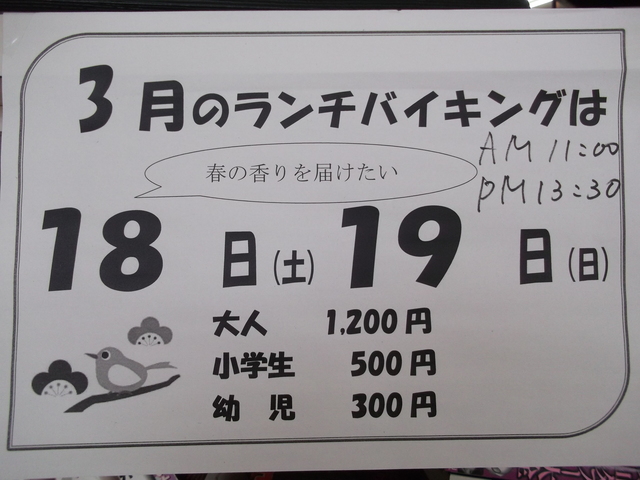 3月のランチバイキングは
AM 11:00
PM 13:30
春の香りを届けたい
18日(土) 19日(日)
大人 1,200円
小学生 500円
幼児 300円